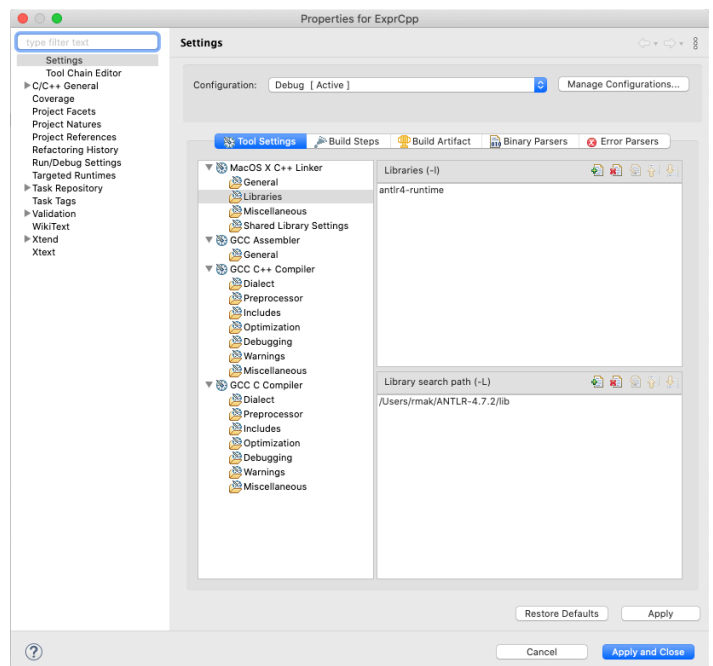 Properties for ExprCpp
type filter text
Settings
Tool Chain Editor
C/C++ General
Coverage
Project Facets
Project Natures
Project References
Refactoring History
Run/Debug Settings
Targeted Runtimes
Task Repository
Task Tags
Validation
WikiText
Xtend
Xtext
Settings
Configuration: Debug [ Active ] Manage Configurations...
Tool Settings Build Steps Build Artifact Binary Parsers Error Parsers
MacOS X C++ Linker
General
Libraries
Miscellaneous
Shared Library Settings
GCC Assembler
General
GCC C++ Compiler
Dialect
Preprocessor
Includes
Optimization
Debugging
Warnings
Miscellaneous
GCC C Compiler
Dialect
Preprocessor
Includes
Optimization
Debugging
Warnings
Miscellaneous
Libraries (-l)
antlr4-runtime
Library search path (-L)
/Users/rmak/ANTLR-4.7.2/lib
Restore Defaults Apply
? Cancel Apply and Close